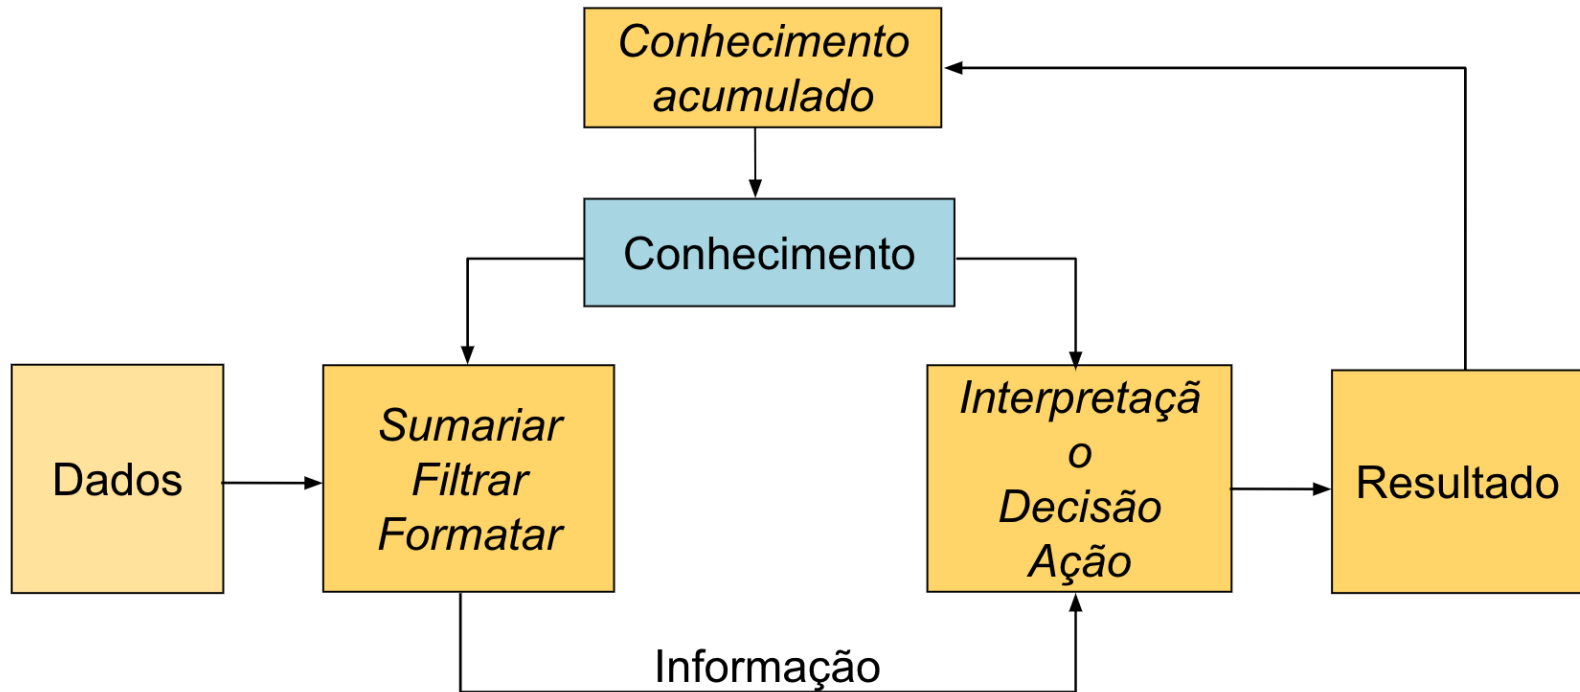 Conhecimento
acumulado
Conhecimento
Dados
Sumariar
Filtrar
Formatar
Interpretaçã
o
Decisão
Ação
Resultado
Informação